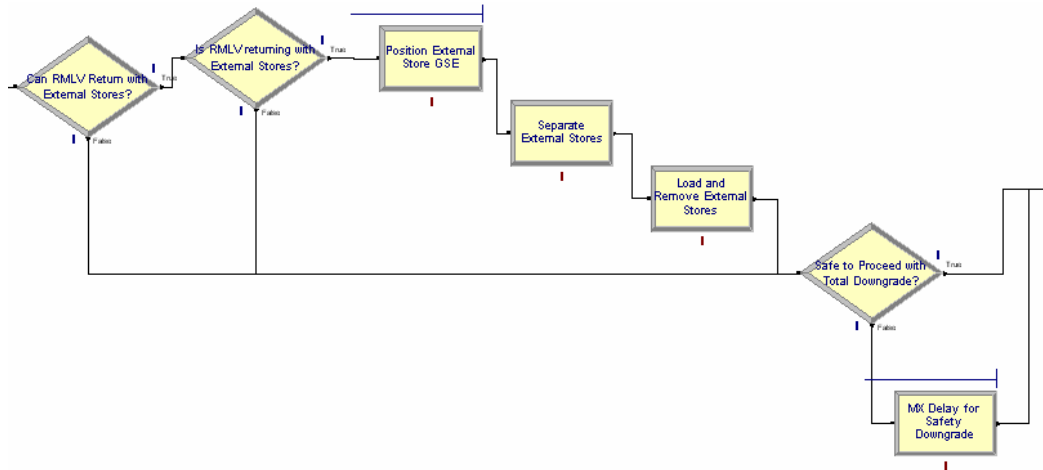 Can RMLV Return with
External Stores?
True
False
Is RMLV returning with
External Stores?
True
False
Position External
Store GSE
Separate
External Stores
Load and
Remove External
Stores
Safe to Proceed with
Total Downgrade?
True
False
MX Delay for
Safety
Downgrade